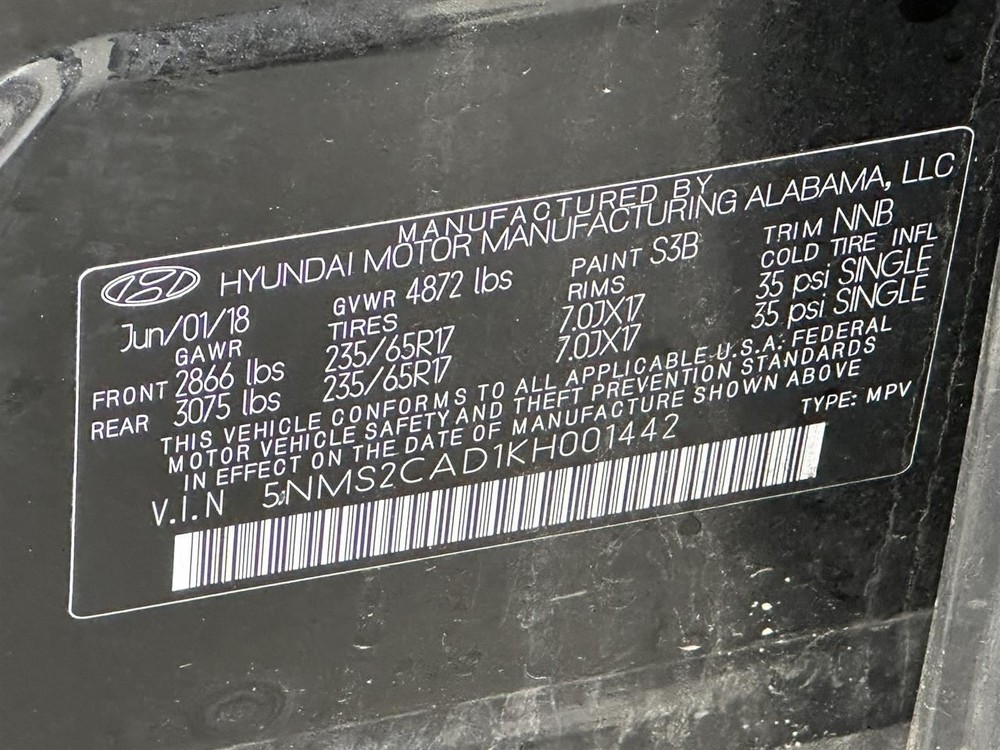 MANUFACTURED BY
HYUNDAI MOTOR MANUFACTURING ALABAMA, LLC
Jun/01/18 GVWR 4872 lbs PAINT S3B TRIM NNB
GAWR TIRES RIMS COLD TIRE INFL
FRONT 2866 lbs 235/65R17 7.0JX17 35 psi SINGLE
REAR 3075 lbs 235/65R17 7.0JX17 35 psi SINGLE
THIS VEHICLE CONFORMS TO ALL APPLICABLE U.S.A. FEDERAL
MOTOR VEHICLE SAFETY AND THEFT PREVENTION STANDARDS
IN EFFECT ON THE DATE OF MANUFACTURE SHOWN ABOVE
V.I.N 5NMS2CAD1KH001442 TYPE: MPV